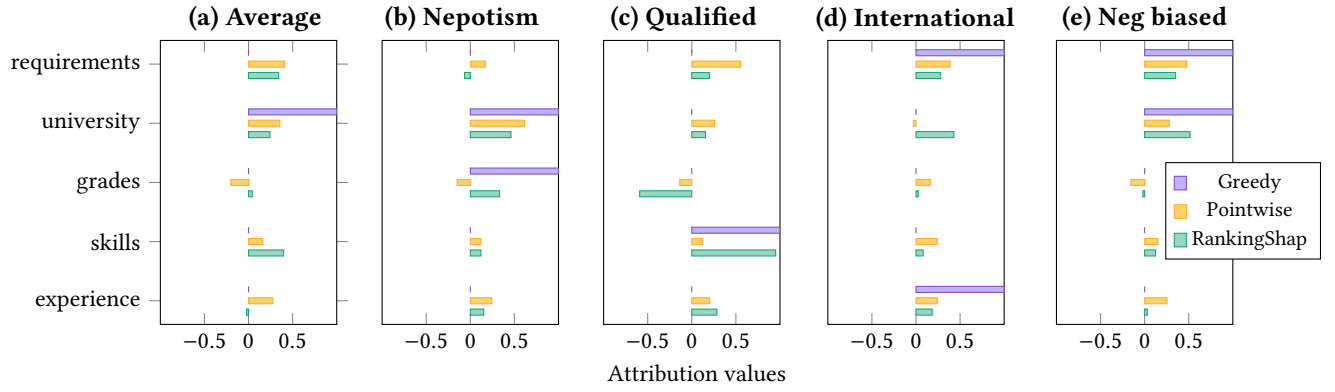 (a) Average
(b) Nepotism
(c) Qualified
(d) International
(e) Neg biased
requirements
university
grades
skills
experience
Greedy
Pointwise
RankingShap
−0.5 0 0.5
−0.5 0 0.5
−0.5 0 0.5
−0.5 0 0.5
−0.5 0 0.5
Attribution values